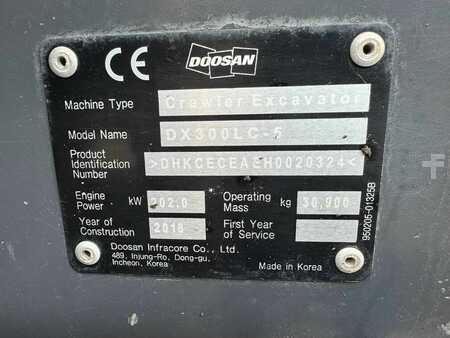 CE DOOSAN
Machine Type Crawler Excavator
Model Name DX300LC-5
Product
Identification >DHKCECEAEH0020324<
Number
Engine Power kW 202.0 Operating Mass kg 30,900
Year of Construction 2018 First Year of Service
Doosan Infracore Co., Ltd.
489, Injung-Ro, Dong-gu,
Incheon, Korea
Made in Korea
950205-01325B